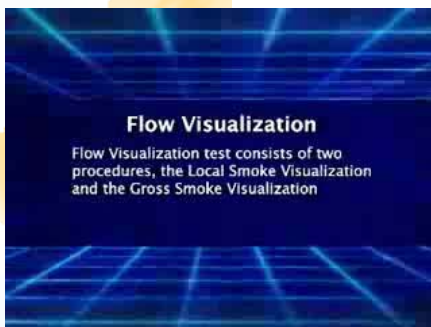 Flow Visualization
Flow Visualization test consists of two
procedures, the Local Smoke Visualization
and the Gross Smoke Visualization